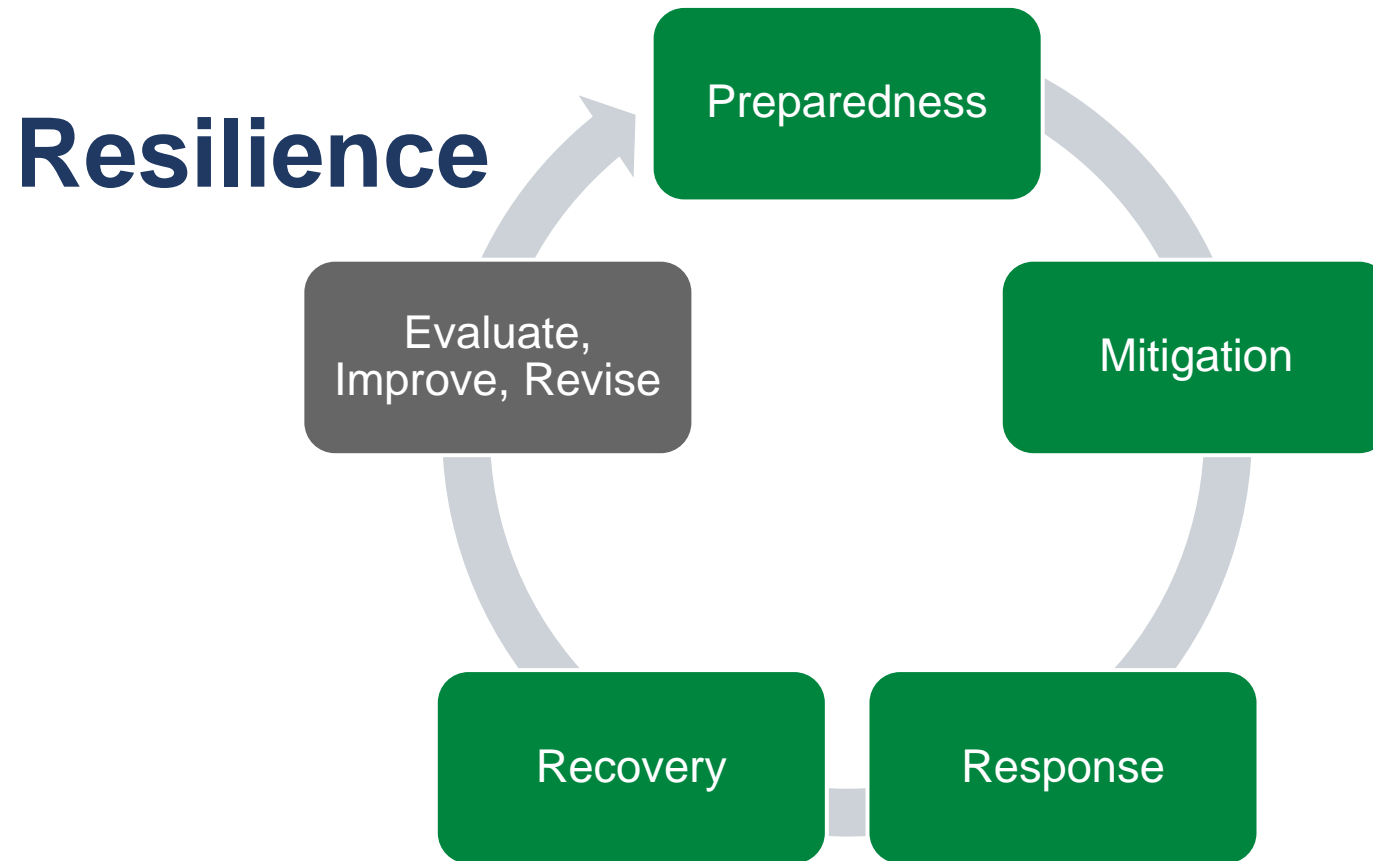 Resilience
Preparedness
Mitigation
Response
Recovery
Evaluate,
Improve, Revise